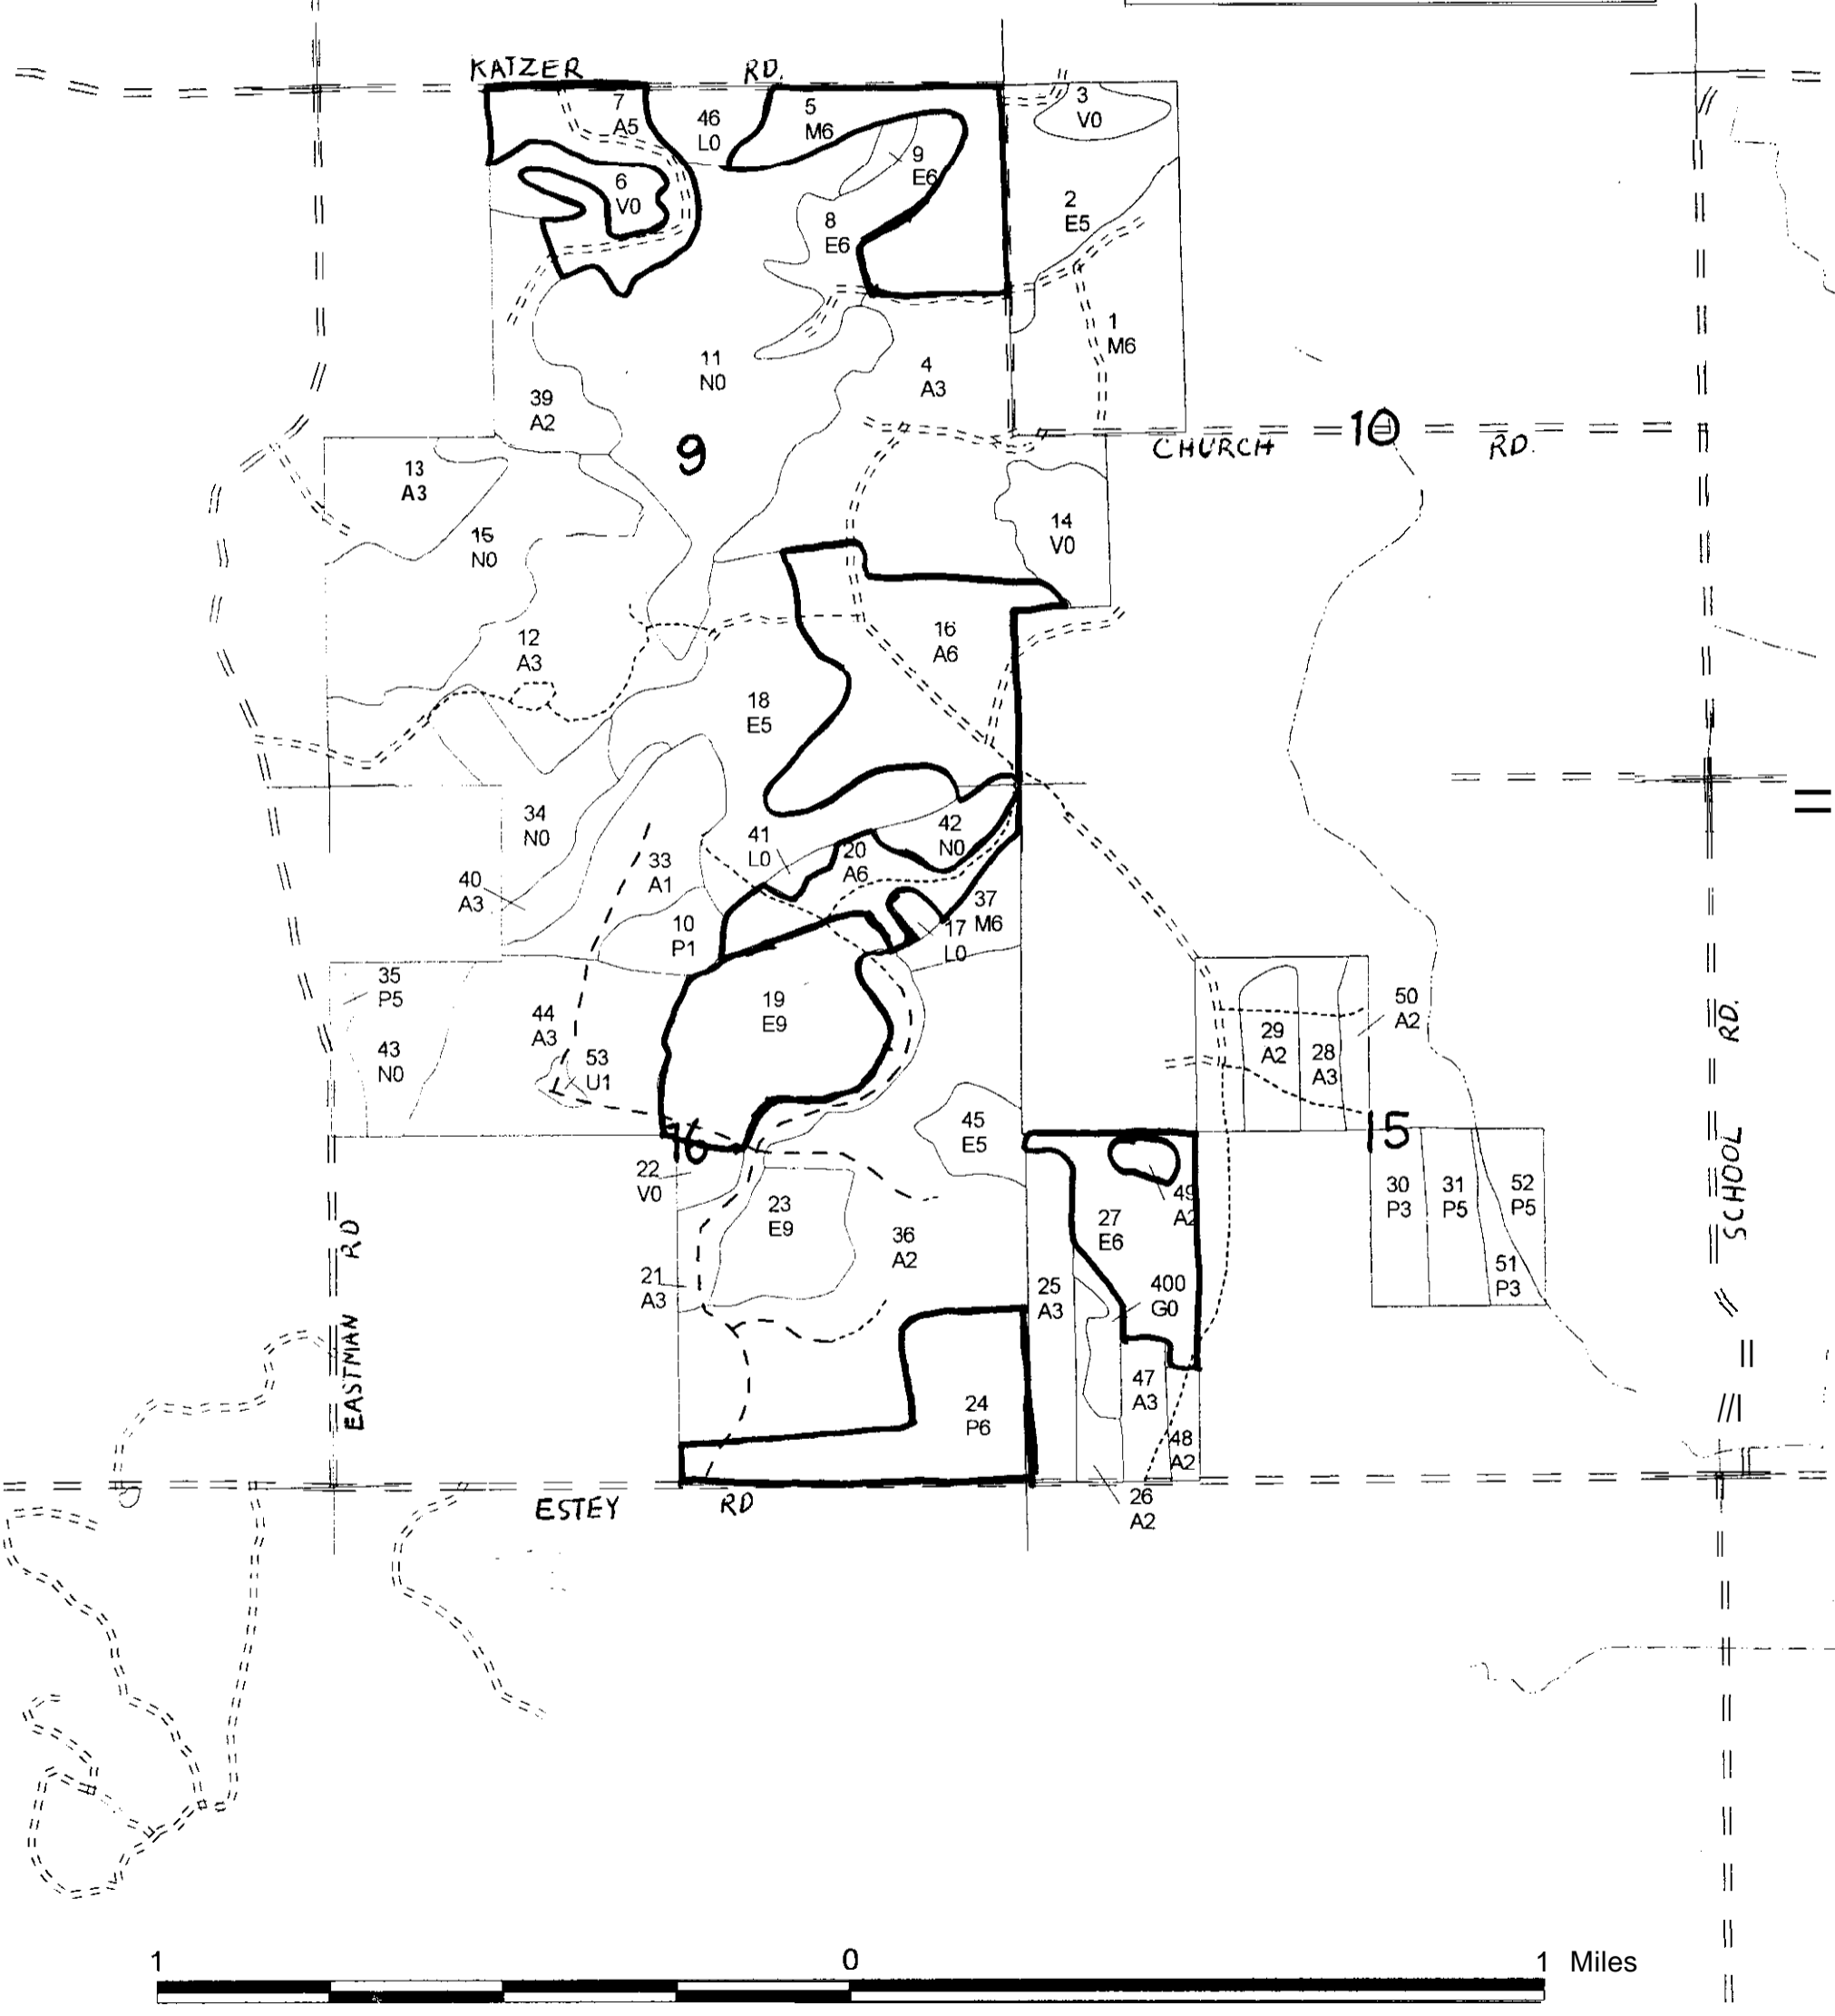 KATZER RD.
7
A5
46
L0
5
M6
3
V0
9
E6
6
V0
2
E5
8
E6
1
M6
11
N0
4
A3
39
A2
9
CHURCH 10 RD.
13
A3
15
N0
14
V0
12
A3
16
A6
18
E5
34
N0
41
L0
20
A6
42
N0
33
A1
40
A3
37
M6
10
P1
17
L0
35
P5
19
E9
50
A2
44
A3
29
A2
43
N0
53
U1
28
A3
SCHOOL RD.
45
E5
16
15
22
V0
49
A2
30
P3
31
P5
52
P5
23
E9
27
E6
36
A2
EASTMAN RD
21
A3
25
A3
400
G0
51
P3
24
P6
47
A3
48
A2
ESTEY RD
26
A2
1 0 1 Miles